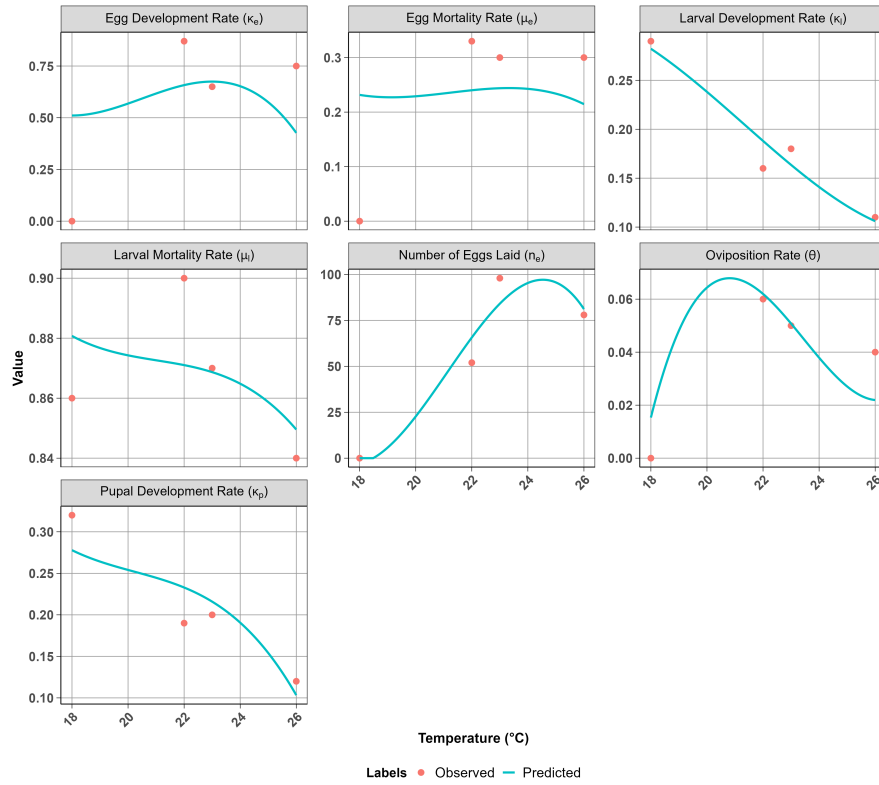 Egg Development Rate (κe)
Egg Mortality Rate (μe)
Larval Development Rate (κl)
0.75
0.50
0.25
0.00
0.3
0.2
0.1
0.0
0.25
0.20
0.15
0.10
Larval Mortality Rate (μl)
Number of Eggs Laid (ne)
Oviposition Rate (θ)
0.90
0.88
0.86
0.84
100
75
50
25
0
0.06
0.04
0.02
0.00
18 20 22 24 26
18 20 22 24 26
Pupal Development Rate (κp)
0.30
0.25
0.20
0.15
0.10
18 20 22 24 26
Value
Temperature (°C)
Labels Observed Predicted